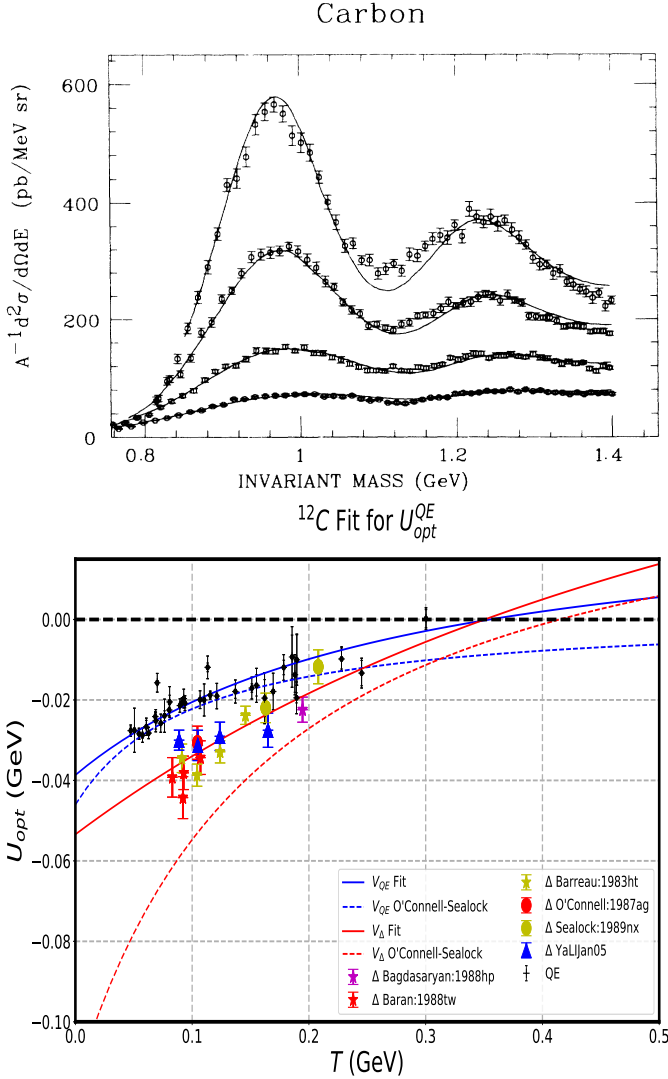 Carbon
A⁻¹d²σ/dΩdE (pb/MeV sr)
600
400
200
0
0.8
1
1.2
1.4
INVARIANT MASS (GeV)
¹²C Fit for U_opt^QE
U_opt (GeV)
0.00
−0.02
−0.04
−0.06
−0.08
−0.10
V_QE Fit
V_QE O'Connell-Sealock
V_Δ Fit
V_Δ O'Connell-Sealock
Δ Bagdasaryan:1988hp
Δ Baran:1988tw
Δ Barreau:1983ht
Δ O'Connell:1987ag
Δ Sealock:1989nx
Δ YaLIJan05
QE
0.0
0.1
0.2
0.3
0.4
0.5
T (GeV)